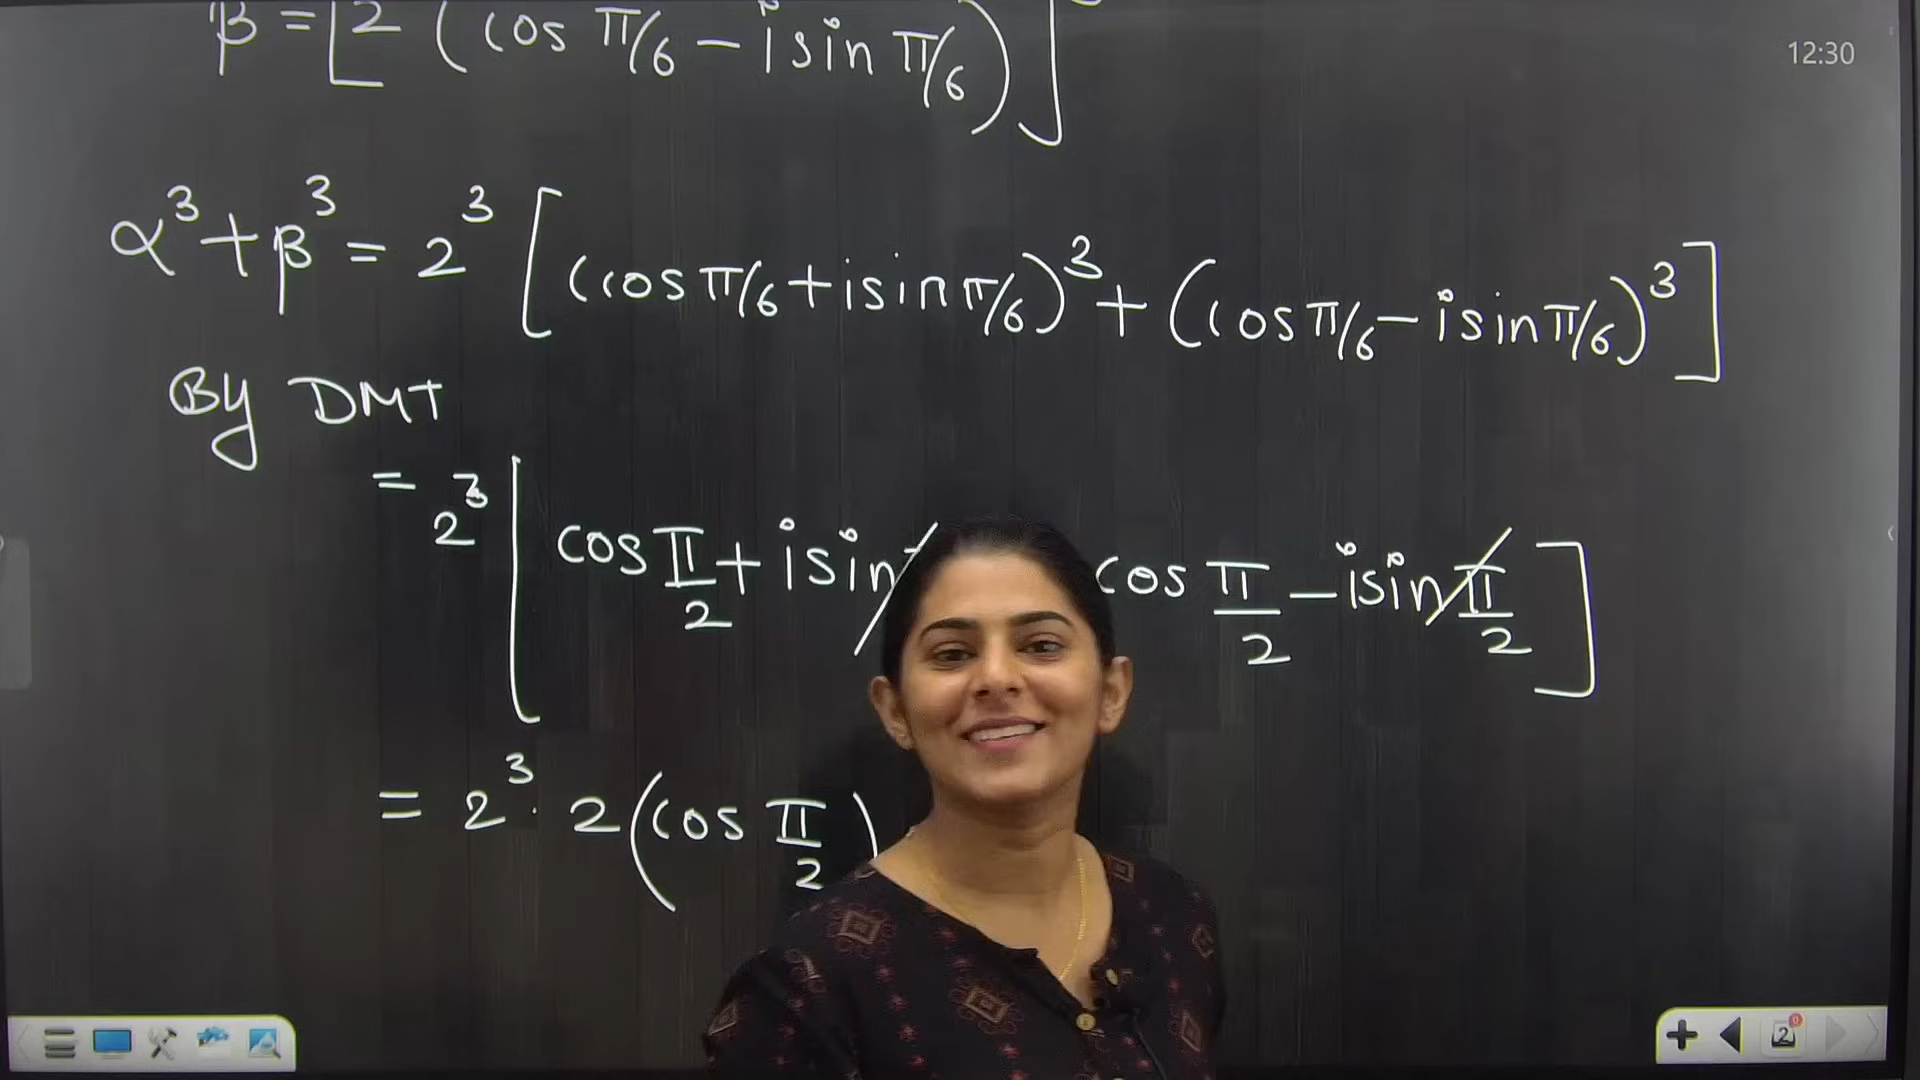 12:30
β = [2 (cos π/6 - i sin π/6)]
α³ + β³ = 2³ [(cos π/6 + i sin π/6)³ + (cos π/6 - i sin π/6)³]
By DMT
= 2³ [cos π/2 + i sin cos π/2 - i sin π/2]
= 2³ · 2 (cos π/2)
2